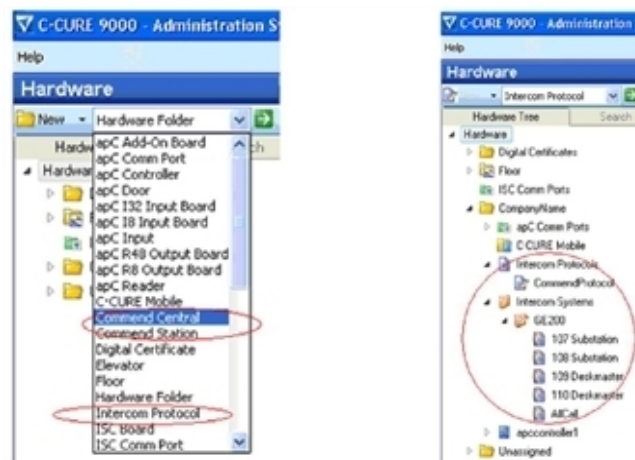 C-CURE 9000 - Administration S
Help
Hardware
New
Hardware Folder
Hardw
ch
Hardwar
apC Add-On Board
apC Comm Port
apC Controller
apC Door
apC I32 Input Board
apC I8 Input Board
apC Input
apC R48 Output Board
apC R8 Output Board
apC Reader
C-CURE Mobile
Commend Central
Commend Station
Digital Certificate
Elevator
Floor
Hardware Folder
Intercom Protocol
ISC Board
ISC Comm Port
C-CURE 9000 - Administration
Help
Hardware
Intercom Protocol
Hardware Tree
Search
Hardware
Digital Certificates
Floor
ISC Comm Ports
CompanyName
apC Comm Ports
C CURE Mobile
Intercom Protocols
CommendProtocol
Intercom Systems
GE200
107 Substation
108 Substation
109 Deskmaster
110 Deskmaster
AllCall
apccontroller1
Unassigned